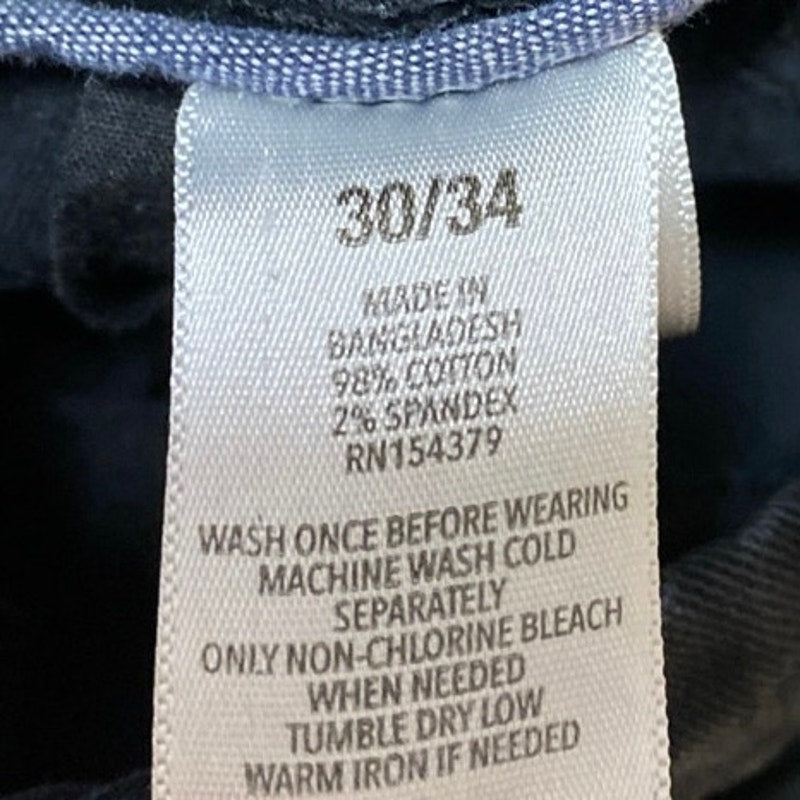 30/34
MADE IN
BANGLADESH
98% COTTON
2% SPANDEX
RN154379
WASH ONCE BEFORE WEARING
MACHINE WASH COLD
SEPARATELY
ONLY NON-CHLORINE BLEACH
WHEN NEEDED
TUMBLE DRY LOW
WARM IRON IF NEEDED